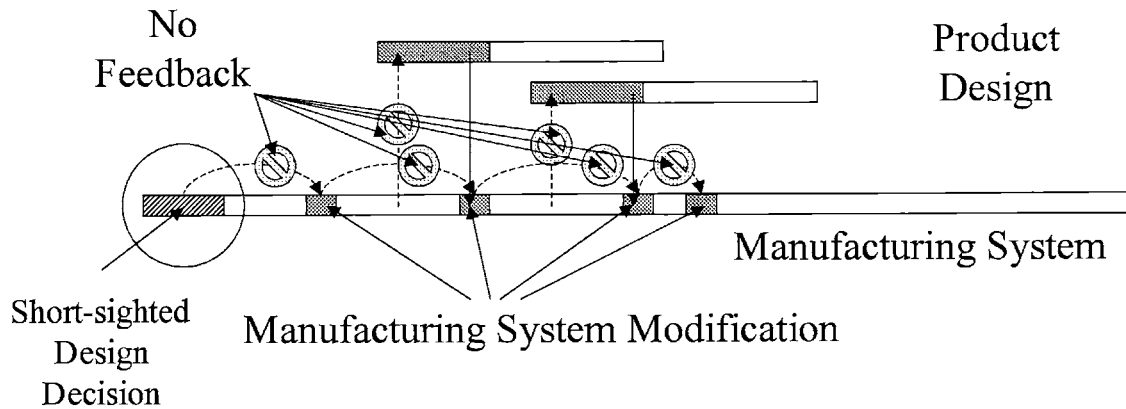 No
Feedback
Product
Design
Manufacturing System
Short-sighted
Design
Decision
Manufacturing System Modification